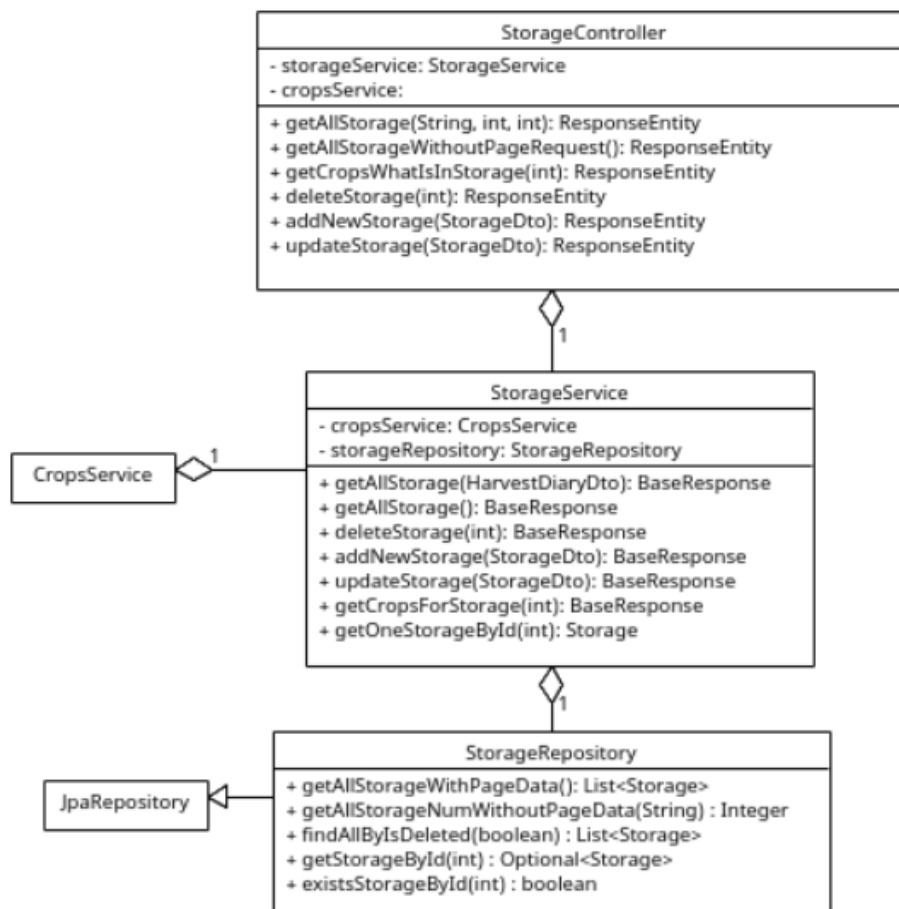 StorageController
- storageService: StorageService
- cropsService:
+ getAllStorage(String, int, int): ResponseEntity
+ getAllStorageWithoutPageRequest(): ResponseEntity
+ getCropsWhatIsInStorage(int): ResponseEntity
+ deleteStorage(int): ResponseEntity
+ addNewStorage(StorageDto): ResponseEntity
+ updateStorage(StorageDto): ResponseEntity
1
StorageService
- cropsService: CropsService
- storageRepository: StorageRepository
+ getAllStorage(HarvestDiaryDto): BaseResponse
+ getAllStorage(): BaseResponse
+ deleteStorage(int): BaseResponse
+ addNewStorage(StorageDto): BaseResponse
+ updateStorage(StorageDto): BaseResponse
+ getCropsForStorage(int): BaseResponse
+ getOneStorageById(int): Storage
CropsService
1
1
StorageRepository
+ getAllStorageWithPageData(): List<Storage>
+ getAllStorageNumWithoutPageData(String) : Integer
+ findAllByIsDeleted(boolean) : List<Storage>
+ getStorageById(int) : Optional<Storage>
+ existsStorageById(int) : boolean
JpaRepository